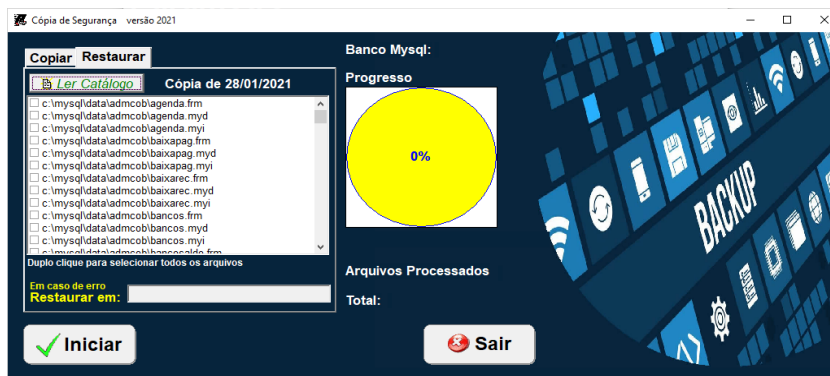 Cópia de Segurança versão 2021
Copiar Restaurar
Ler Catálogo Cópia de 28/01/2021
c:\mysql\data\admcob\agenda.frm
c:\mysql\data\admcob\agenda.myd
c:\mysql\data\admcob\agenda.myi
c:\mysql\data\admcob\baixapag.frm
c:\mysql\data\admcob\baixapag.myd
c:\mysql\data\admcob\baixapag.myi
c:\mysql\data\admcob\baixarec.frm
c:\mysql\data\admcob\baixarec.myd
c:\mysql\data\admcob\baixarec.myi
c:\mysql\data\admcob\bancos.frm
c:\mysql\data\admcob\bancos.myd
c:\mysql\data\admcob\bancos.myi
Duplo clique para selecionar todos os arquivos
Em caso de erro
Restaurar em:
Iniciar
Banco Mysql:
Progresso
0%
Arquivos Processados
Total:
Sair
BACKUP